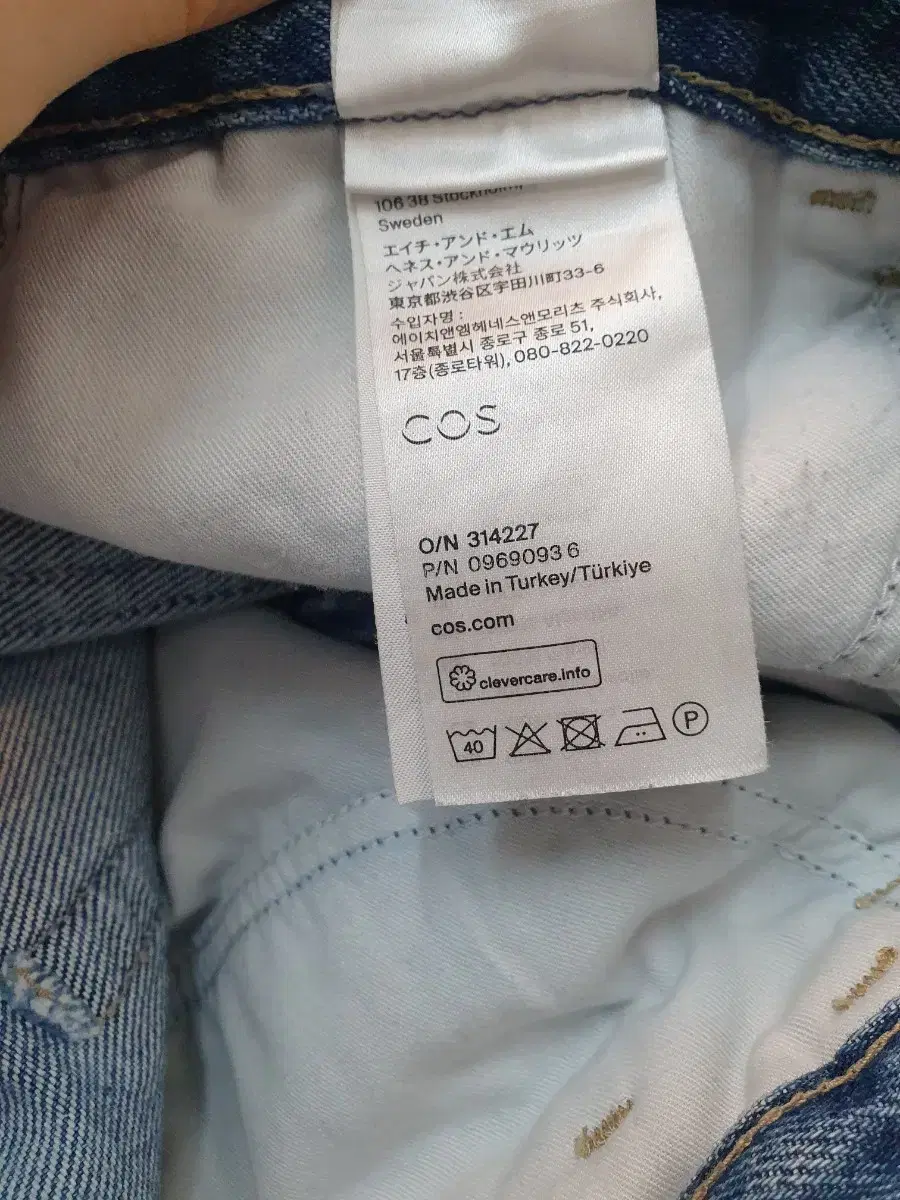 106 38 Stockholm,
Sweden
エイチ・アンド・エム
ヘネス・アンド・マウリッツ
ジャパン株式会社
東京都渋谷区宇田川町33-6
수입자명 :
에이치앤엠헤네스앤모리츠 주식회사,
서울특별시 종로구 종로 51,
17층(종로타워), 080-822-0220
COS
O/N 314227
P/N 0969093 6
Made in Turkey/Türkiye
cos.com
clevercare.info
40
P